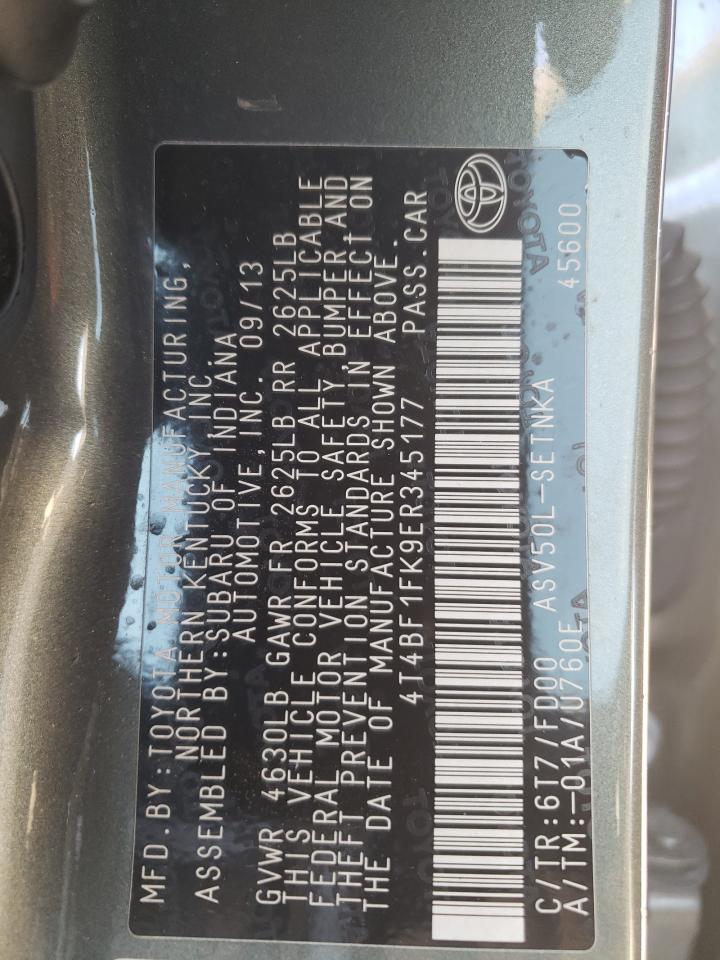 MFD.BY:TOYOTA MOTOR MANUFACTURING,
NORTHERN KENTUCKY,INC.
ASSEMBLED BY:SUBARU OF INDIANA
AUTOMOTIVE,INC. 09/13
GVWR 4630LB GAWR FR 2625LB RR 2625LB
THIS VEHICLE CONFORMS TO ALL APPLICABLE
FEDERAL MOTOR VEHICLE SAFETY,BUMPER AND
THEFT PREVENTION STANDARDS IN EFFECT ON
THE DATE OF MANUFACTURE SHOWN ABOVE.
4T4BF1FK9ER345177 PASS.CAR
C/TR:6T7/FD00 ASV50L-SETNKA 45600
A/TM:-01A/U760E
TOYOTA